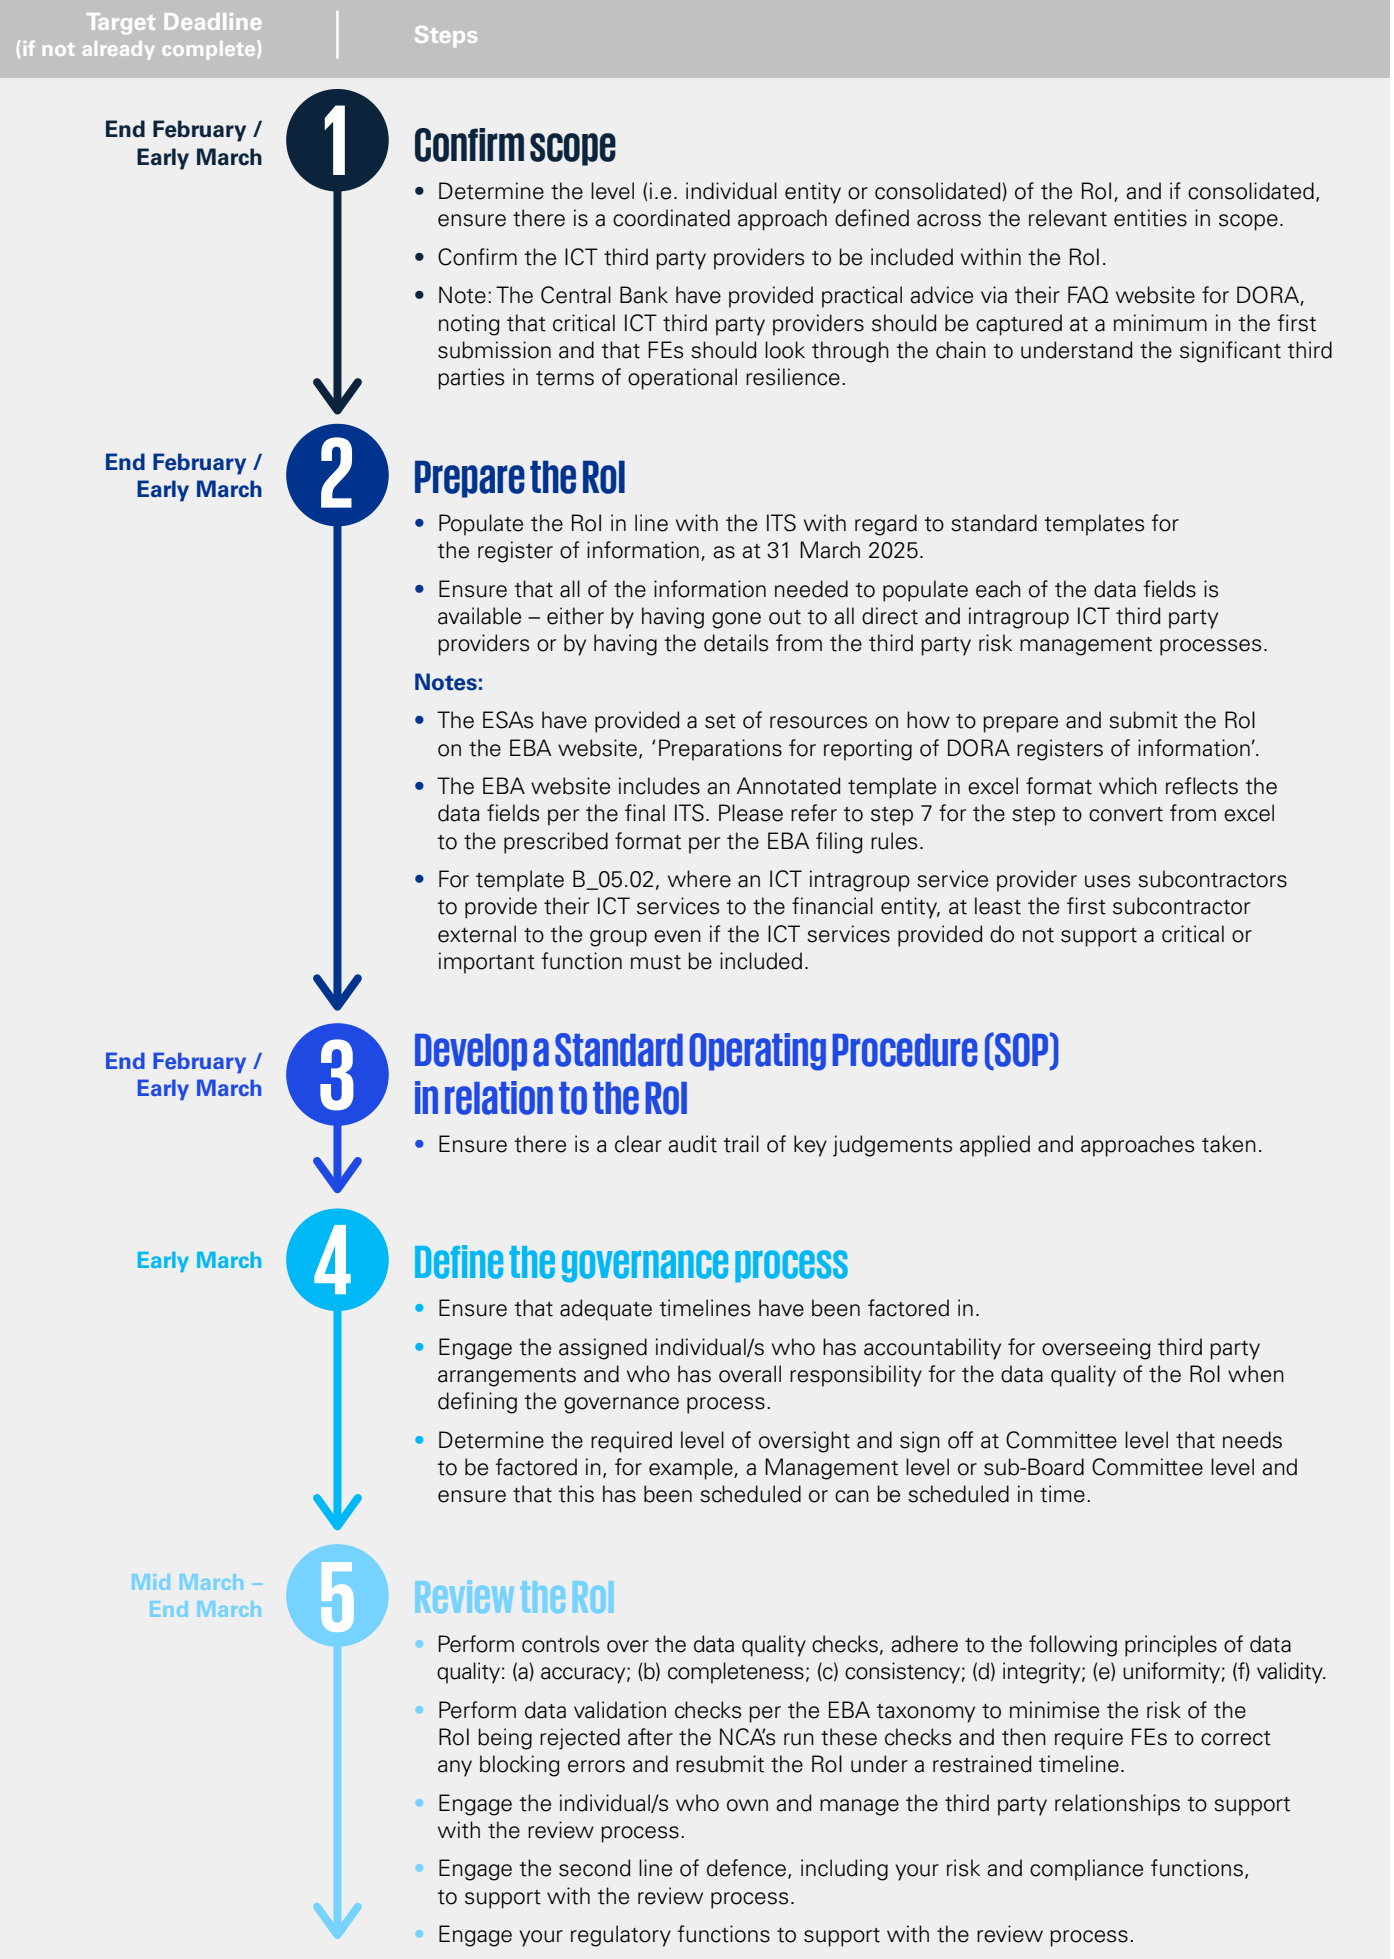 Target Deadline
(if not already complete)
Steps
End February /
Early March
1
Confirm scope
• Determine the level (i.e. individual entity or consolidated) of the RoI, and if consolidated,
ensure there is a coordinated approach defined across the relevant entities in scope.
• Confirm the ICT third party providers to be included within the RoI.
• Note: The Central Bank have provided practical advice via their FAQ website for DORA,
noting that critical ICT third party providers should be captured at a minimum in the first
submission and that FEs should look through the chain to understand the significant third
parties in terms of operational resilience.
End February /
Early March
2
Prepare the RoI
• Populate the RoI in line with the ITS with regard to standard templates for
the register of information, as at 31 March 2025.
• Ensure that all of the information needed to populate each of the data fields is
available – either by having gone out to all direct and intragroup ICT third party
providers or by having the details from the third party risk management processes.
Notes:
• The ESAs have provided a set of resources on how to prepare and submit the RoI
on the EBA website, ‘Preparations for reporting of DORA registers of information’.
• The EBA website includes an Annotated template in excel format which reflects the
data fields per the final ITS. Please refer to step 7 for the step to convert from excel
to the prescribed format per the EBA filing rules.
• For template B_05.02, where an ICT intragroup service provider uses subcontractors
to provide their ICT services to the financial entity, at least the first subcontractor
external to the group even if the ICT services provided do not support a critical or
important function must be included.
End February /
Early March
3
Develop a Standard Operating Procedure (SOP)
in relation to the RoI
• Ensure there is a clear audit trail of key judgements applied and approaches taken.
Early March
4
Define the governance process
• Ensure that adequate timelines have been factored in.
• Engage the assigned individual/s who has accountability for overseeing third party
arrangements and who has overall responsibility for the data quality of the RoI when
defining the governance process.
• Determine the required level of oversight and sign off at Committee level that needs
to be factored in, for example, a Management level or sub-Board Committee level and
ensure that this has been scheduled or can be scheduled in time.
Mid March –
End March
5
Review the RoI
• Perform controls over the data quality checks, adhere to the following principles of data
quality: (a) accuracy; (b) completeness; (c) consistency; (d) integrity; (e) uniformity; (f) validity.
• Perform data validation checks per the EBA taxonomy to minimise the risk of the
RoI being rejected after the NCA’s run these checks and then require FEs to correct
any blocking errors and resubmit the RoI under a restrained timeline.
• Engage the individual/s who own and manage the third party relationships to support
with the review process.
• Engage the second line of defence, including your risk and compliance functions,
to support with the review process.
• Engage your regulatory functions to support with the review process.